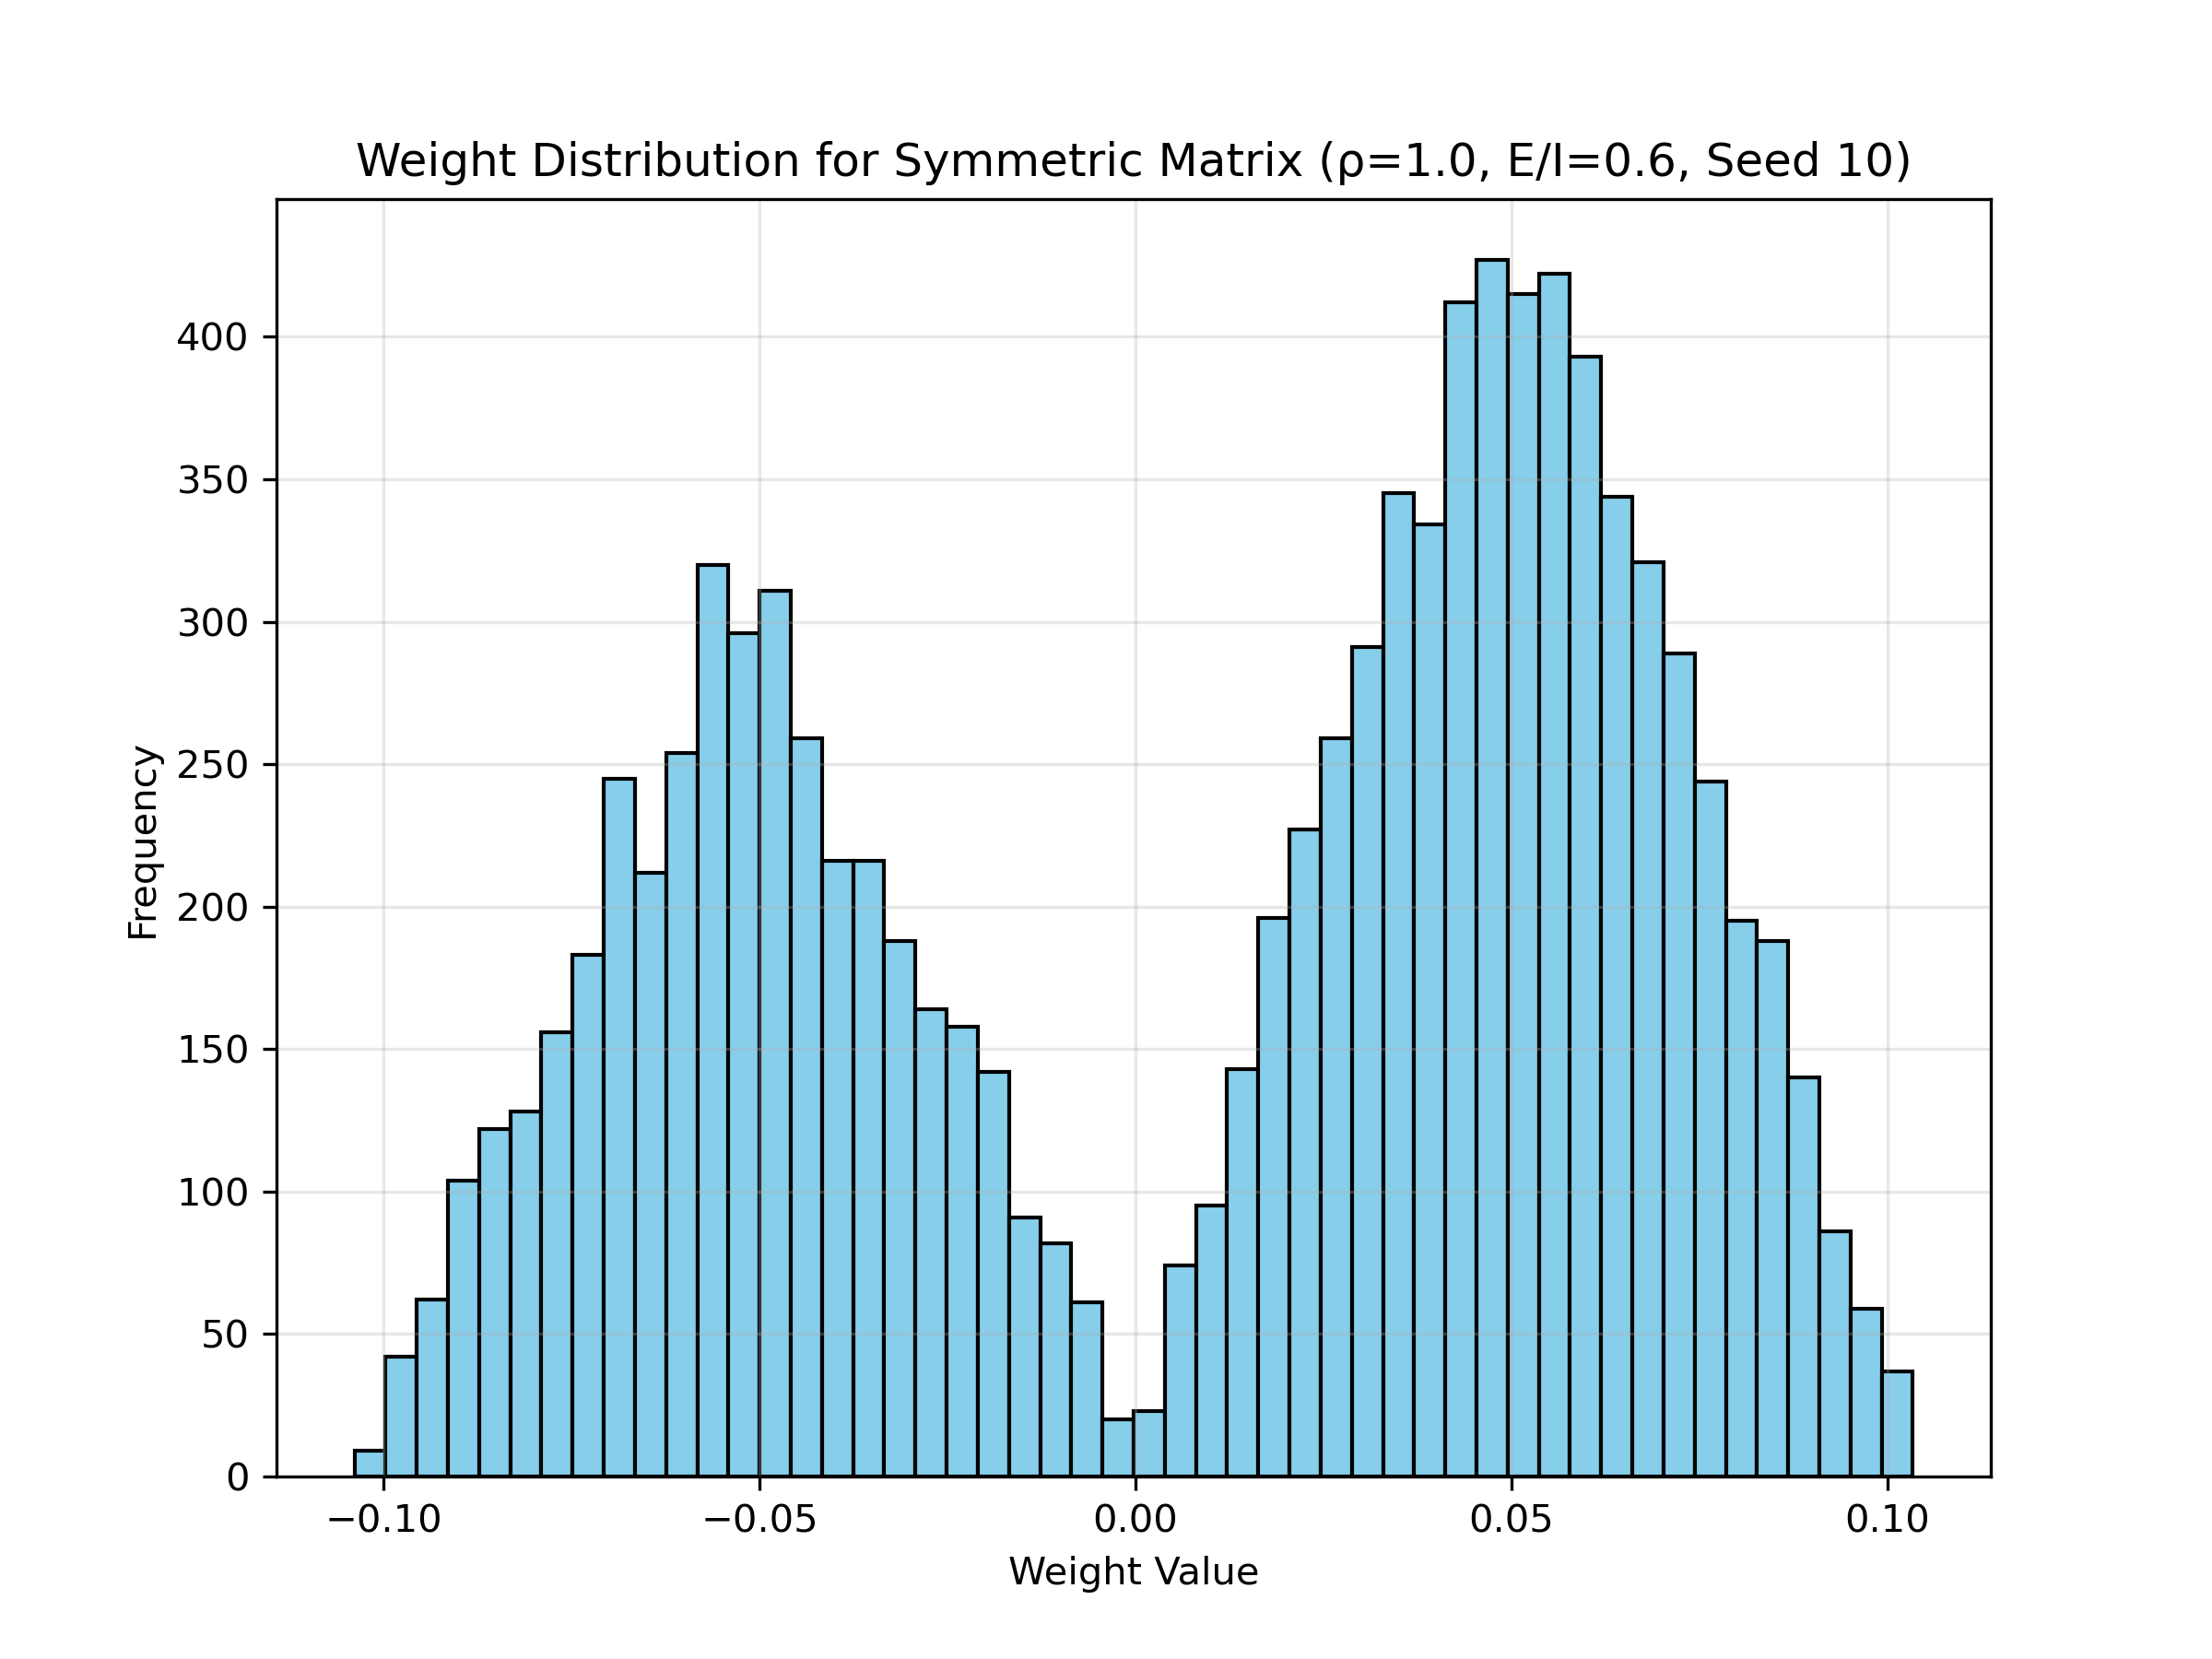 Weight Distribution for Symmetric Matrix (ρ=1.0, E/I=0.6, Seed 10)
Frequency
400
350
300
250
200
150
100
50
0
−0.10 −0.05 0.00 0.05 0.10
Weight Value